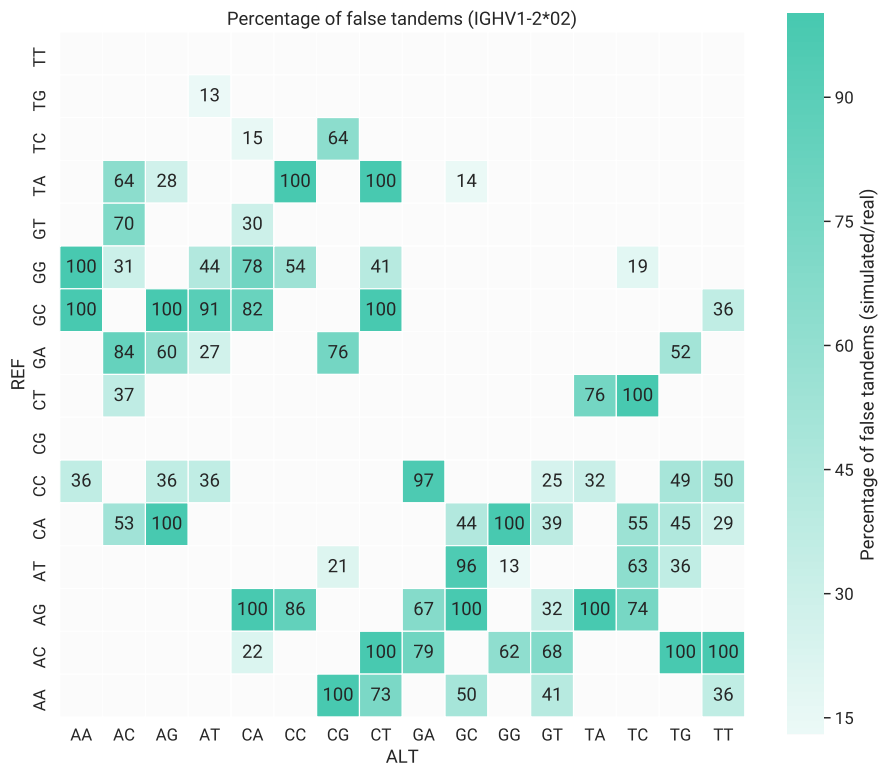 Percentage of false tandems (IGHV1-2*02)
TT
TG 13
TC 15 64
TA 64 28 100 100 14
GT 70 30
GG 100 31 44 78 54 41 19
GC 100 100 91 82 100 36
GA 84 60 27 76 52
CT 37 76 100
CG
CC 36 36 36 97 25 32 49 50
CA 53 100 44 100 39 55 45 29
AT 21 96 13 63 36
AG 100 86 67 100 32 100 74
AC 22 100 79 62 68 100 100
AA 100 73 50 41 36
AA AC AG AT CA CC CG CT GA GC GG GT TA TC TG TT
ALT
REF
90
75
60
45
30
15
Percentage of false tandems (simulated/real)